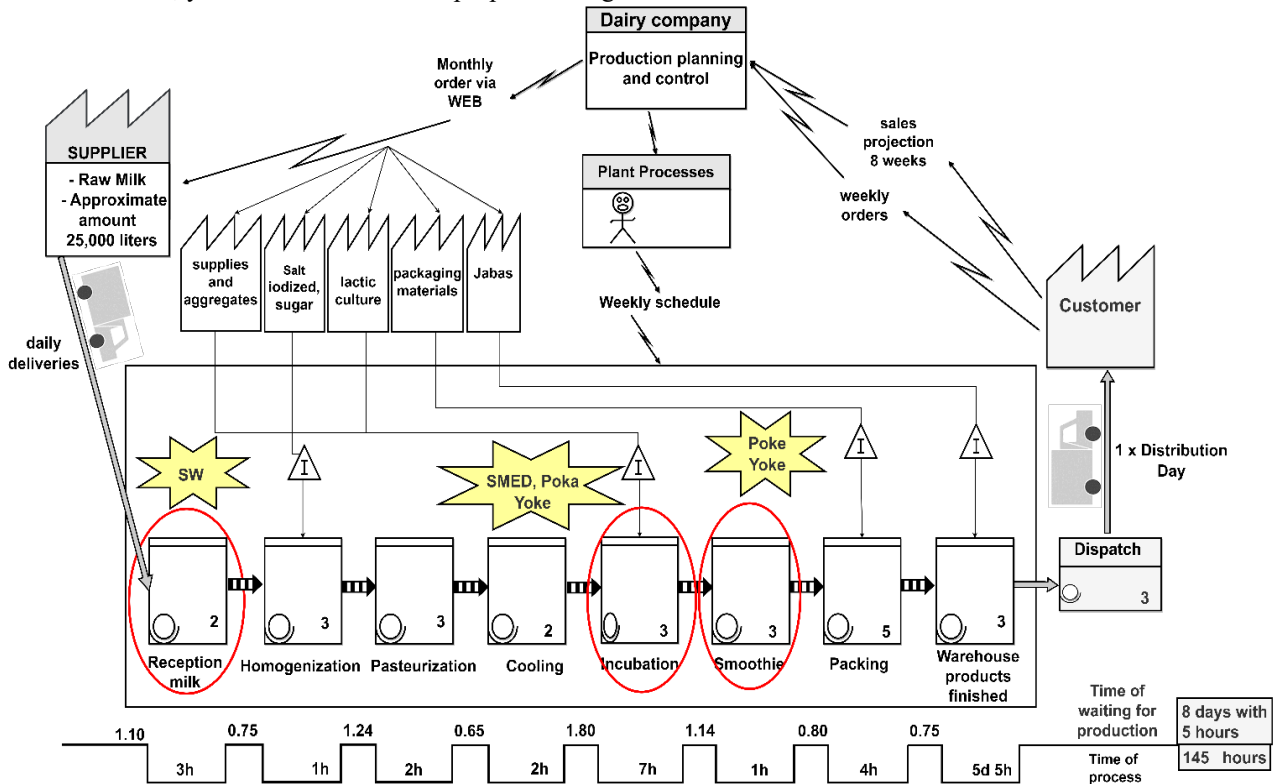 Dairy company
Production planning
and control
Monthly
order via
WEB
sales
projection
8 weeks
weekly
orders
SUPPLIER
- Raw Milk
- Approximate
amount
25,000 liters
Plant Processes
supplies
and
aggregates
Salt
iodized,
sugar
lactic
culture
packaging
materials
Jabas
Weekly schedule
Customer
daily
deliveries
1 x Distribution
Day
SW
SMED, Poka
Yoke
Poke
Yoke
I
I
I
I
2
Reception
milk
3
Homogenization
3
Pasteurization
2
Cooling
3
Incubation
3
Smoothie
5
Packing
3
Warehouse
products
finished
Dispatch
3
1.10
0.75
1.24
0.65
1.80
1.14
0.80
0.75
3h
1h
2h
2h
7h
1h
4h
5d 5h
Time of
waiting for
production
8 days with
5 hours
Time of
process
145 hours